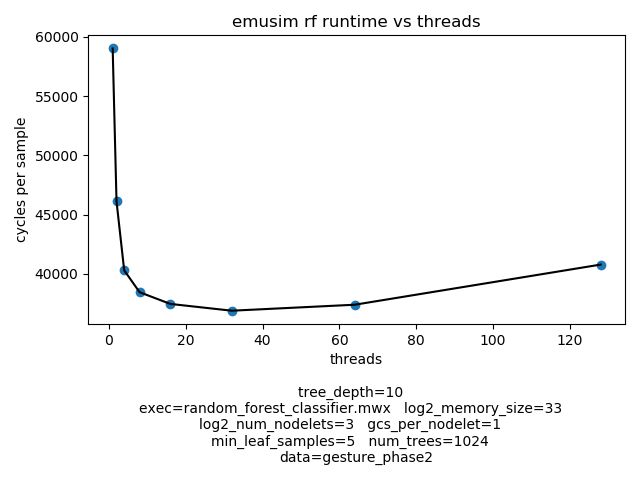 emusim rf runtime vs threads
60000
55000
50000
45000
40000
cycles per sample
0 20 40 60 80 100 120
threads
tree_depth=10
exec=random_forest_classifier.mwx log2_memory_size=33
log2_num_nodelets=3 gcs_per_nodelet=1
min_leaf_samples=5 num_trees=1024
data=gesture_phase2